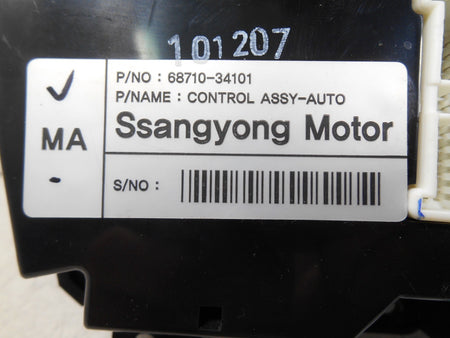 101207
P/NO : 68710-34101
P/NAME : CONTROL ASSY-AUTO
MA
Ssangyong Motor
-
S/NO :